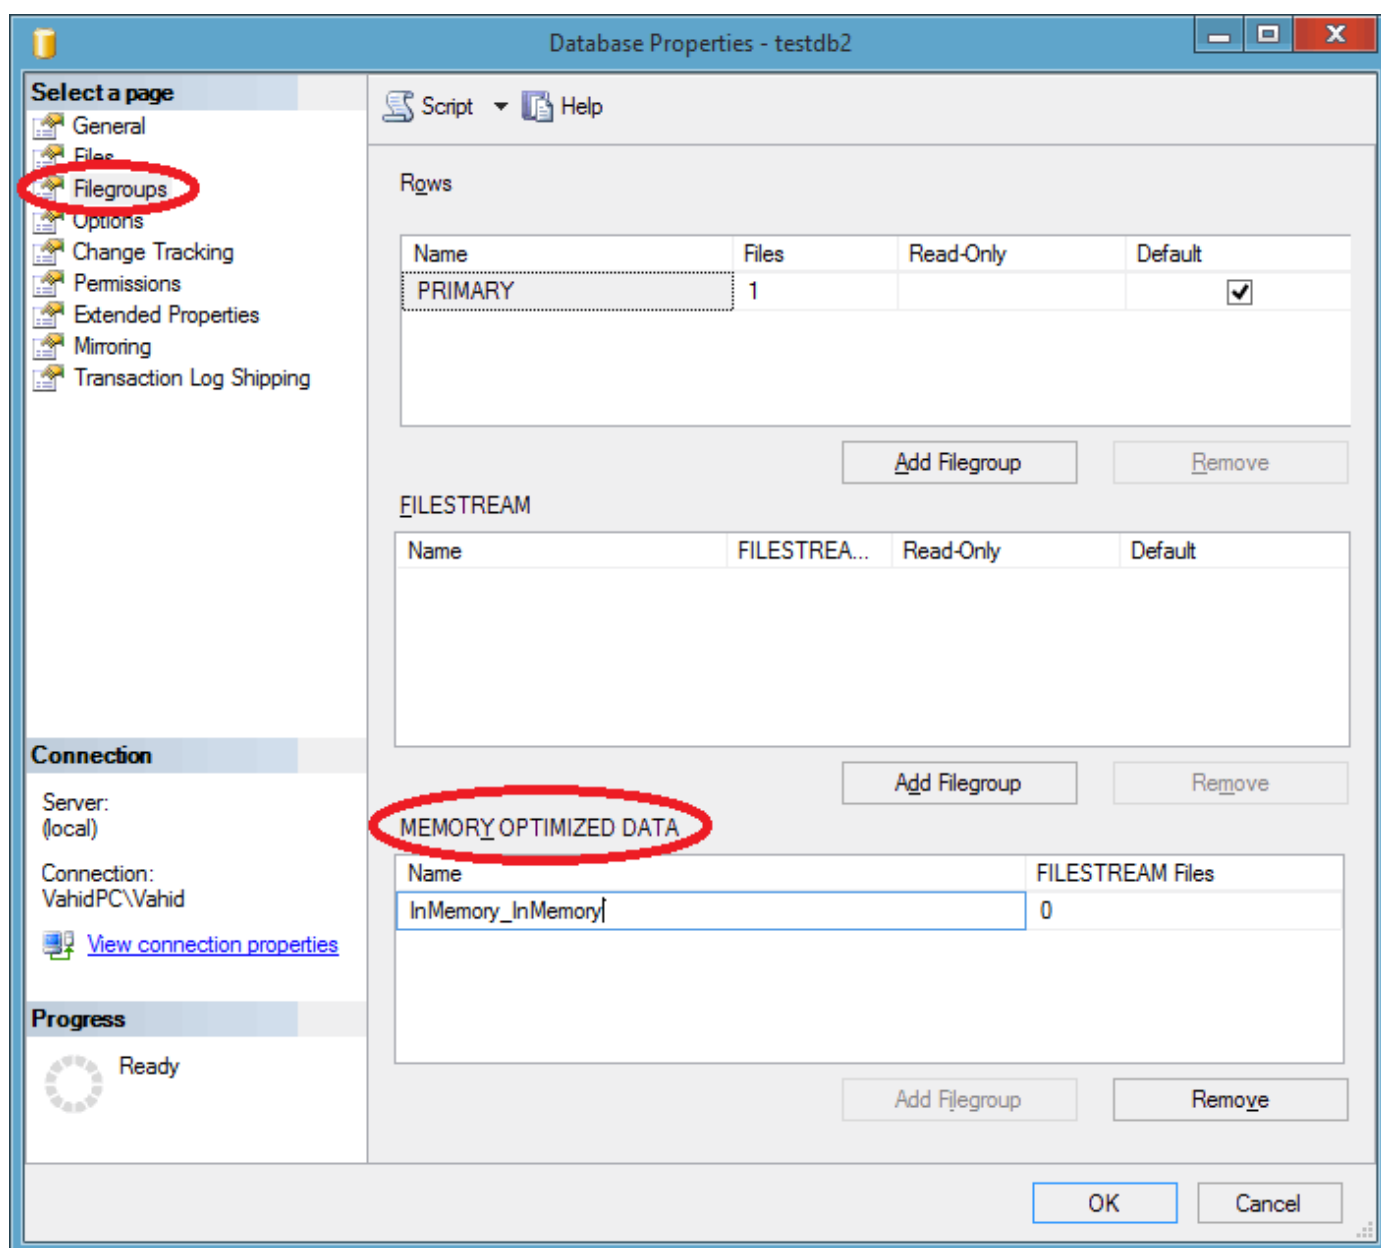 Database Properties - testdb2
Select a page
General
Files
Filegroups
Options
Change Tracking
Permissions
Extended Properties
Mirroring
Transaction Log Shipping
Script Help
Rows
Name Files Read-Only Default
PRIMARY 1
Add Filegroup Remove
FILESTREAM
Name FILESTREA... Read-Only Default
Add Filegroup Remove
MEMORY OPTIMIZED DATA
Name FILESTREAM Files
InMemory_InMemory 0
Add Filegroup Remove
Connection
Server:
(local)
Connection:
VahidPC\Vahid
View connection properties
Progress
Ready
OK Cancel